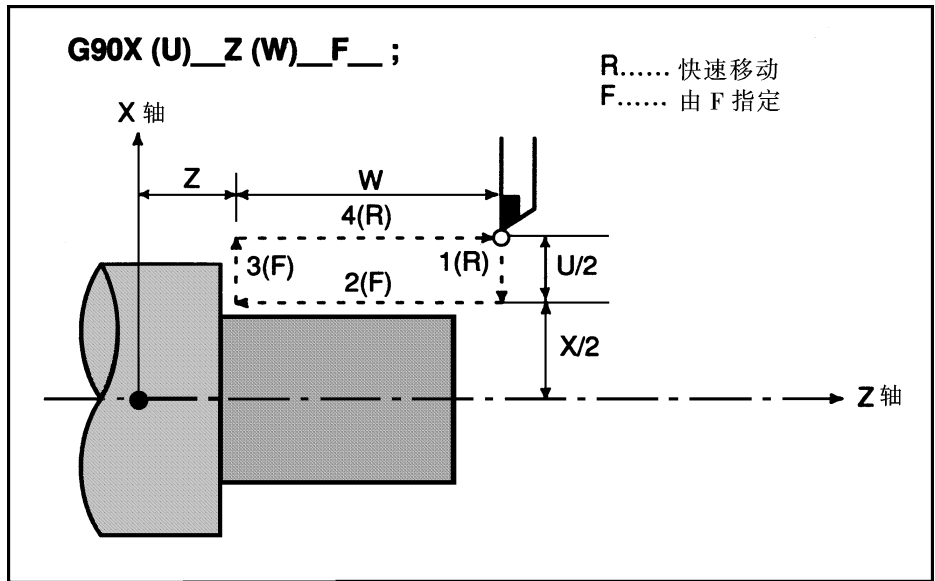 G90X (U)__Z (W)__F__ ;
R...... 快速移动
F...... 由 F 指定
X 轴
Z
W
4(R)
3(F)
2(F)
1(R)
U/2
X/2
Z 轴